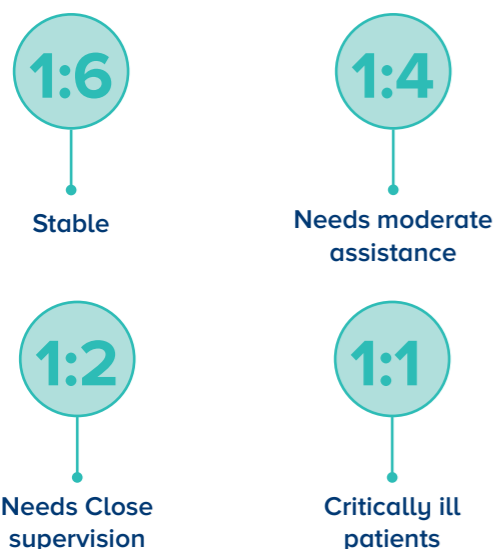 1:6
Stable
1:4
Needs moderate
assistance
1:2
Needs Close
supervision
1:1
Critically ill
patients